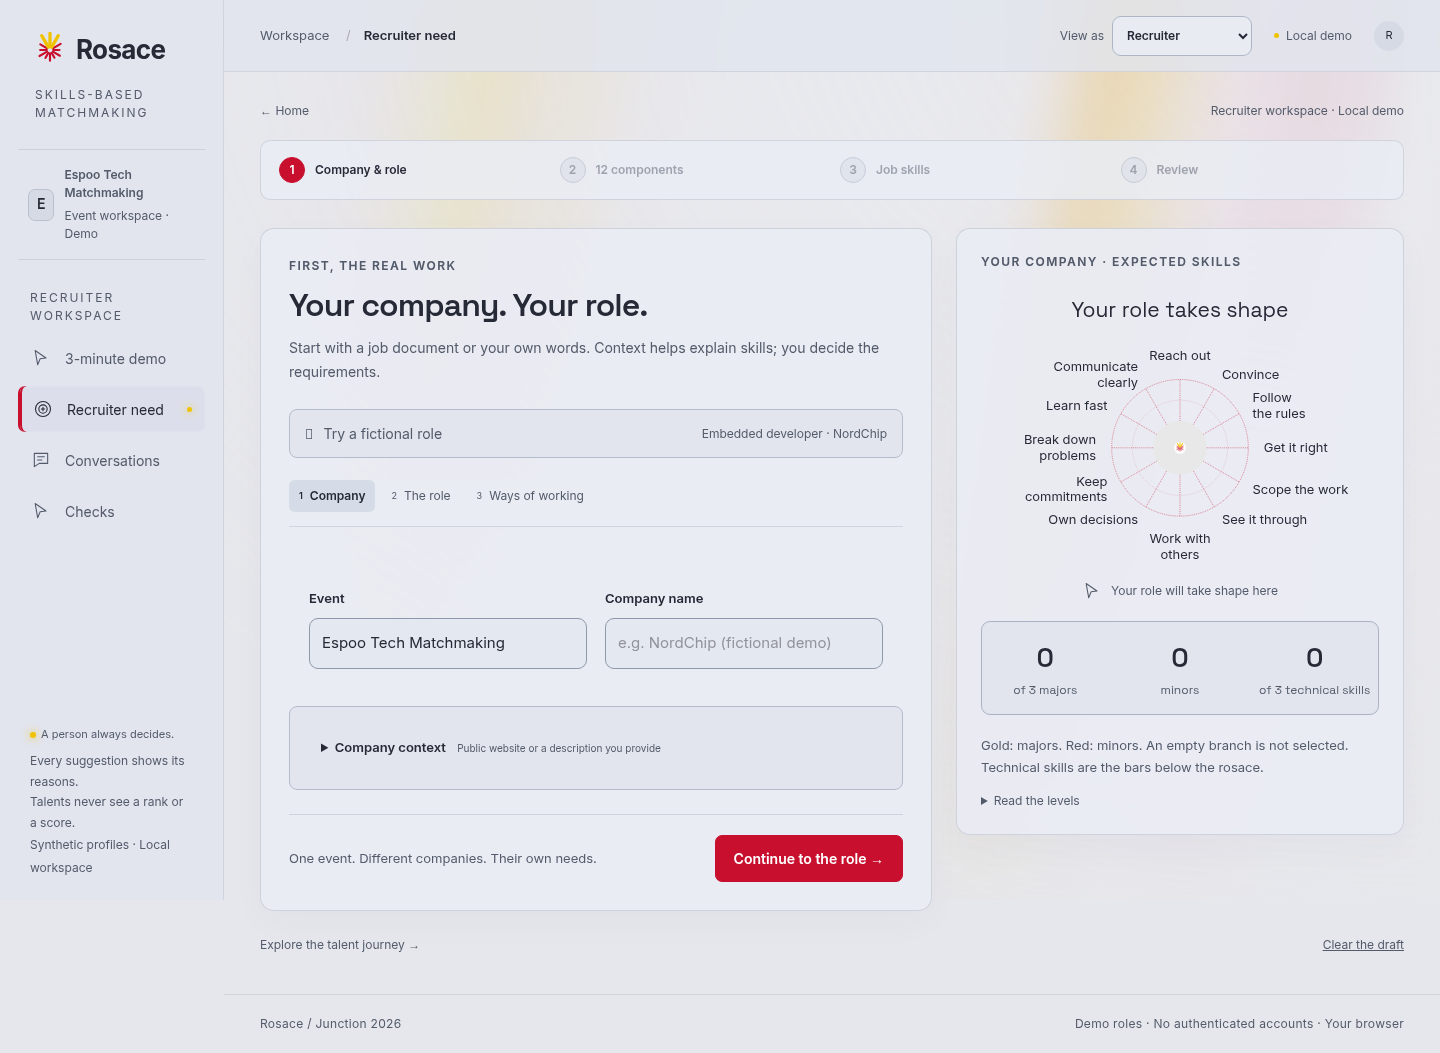 Rosace
SKILLS-BASED
MATCHMAKING
E
Espoo Tech
Matchmaking
Event workspace ·
Demo
RECRUITER
WORKSPACE
3-minute demo
Recruiter need
Conversations
Checks
A person always decides.
Every suggestion shows its
reasons.
Talents never see a rank or
a score.
Synthetic profiles · Local
workspace
Workspace / Recruiter need
View as Recruiter Local demo R
← Home
Recruiter workspace · Local demo
1 Company & role 2 12 components 3 Job skills 4 Review
FIRST, THE REAL WORK
Your company. Your role.
Start with a job document or your own words. Context helps explain skills; you decide the
requirements.
Try a fictional role Embedded developer · NordChip
1 Company 2 The role 3 Ways of working
Event Company name
Espoo Tech Matchmaking e.g. NordChip (fictional demo)
Company context Public website or a description you provide
One event. Different companies. Their own needs. Continue to the role →
YOUR COMPANY · EXPECTED SKILLS
Your role takes shape
Reach out
Convince
Follow
the rules
Get it right
Scope the work
See it through
Work with
others
Own decisions
Keep
commitments
Break down
problems
Learn fast
Communicate
clearly
Your role will take shape here
0 0 0
of 3 majors minors of 3 technical skills
Gold: majors. Red: minors. An empty branch is not selected.
Technical skills are the bars below the rosace.
Read the levels
Explore the talent journey → Clear the draft
Rosace / Junction 2026 Demo roles · No authenticated accounts · Your browser